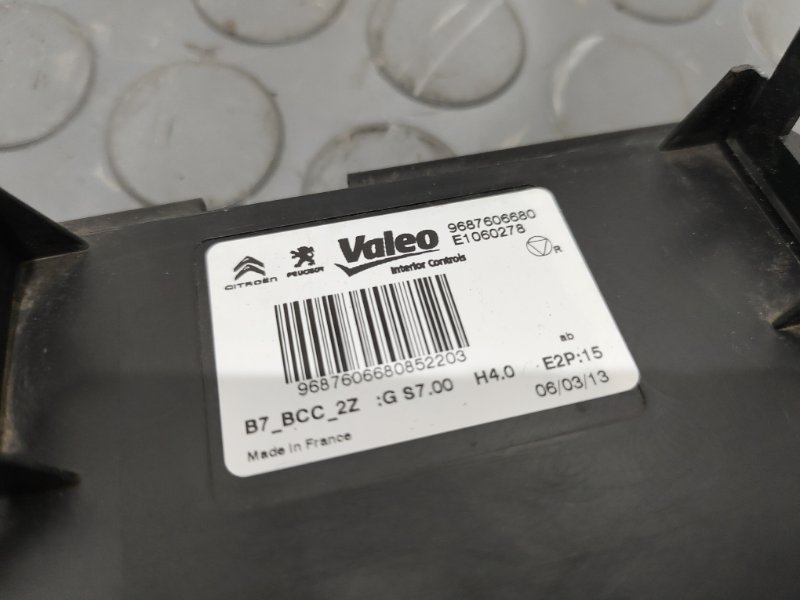 CITROËN PEUGEOT Valeo 9687606680
Interior Controls E1060278
R
9687606680852203
ab
B7_BCC_2Z :G S7.00 H4.0 E2P:15
Made in France 06/03/13